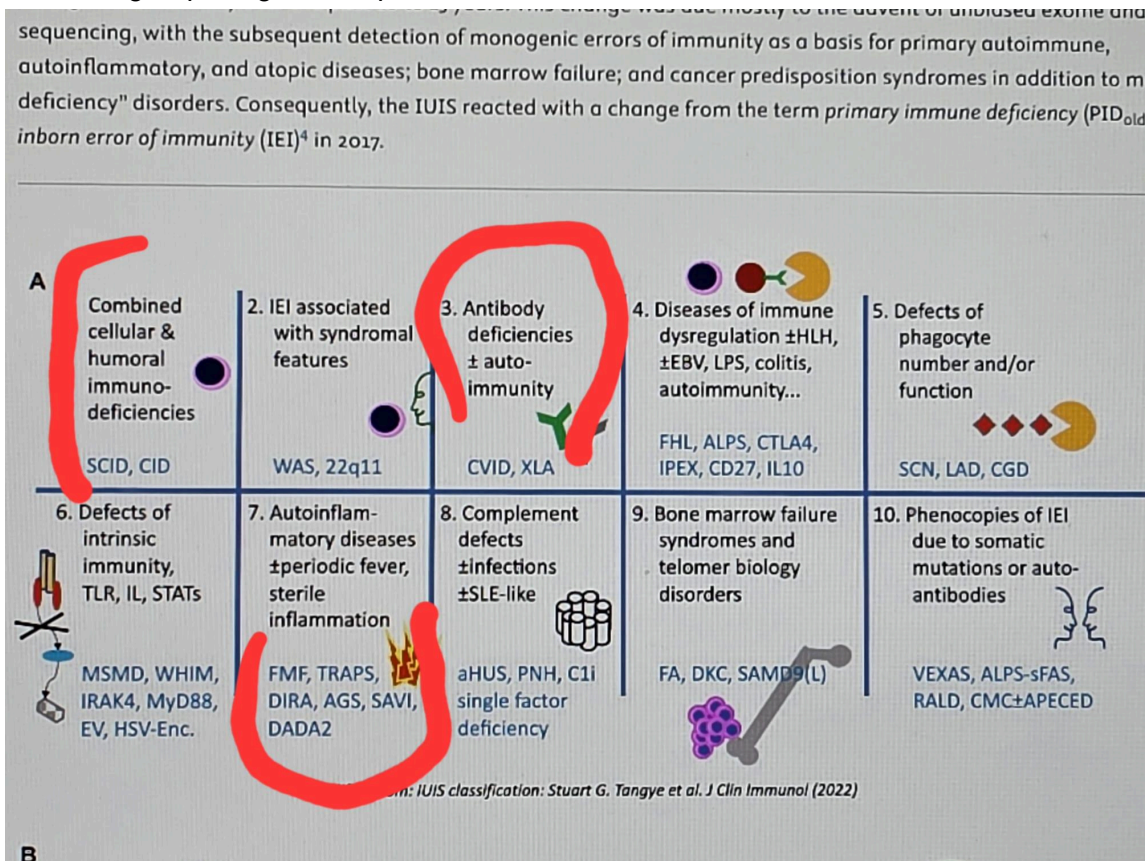 sequencing, with the subsequent detection of monogenic errors of immunity as a basis for primary autoimmune,
autoinflammatory, and atopic diseases; bone marrow failure; and cancer predisposition syndromes in addition to m
deficiency" disorders. Consequently, the IUIS reacted with a change from the term primary immune deficiency (PIDold
inborn error of immunity (IEI)4 in 2017.
A
Combined
cellular &
humoral
immuno-
deficiencies
SCID, CID
2. IEI associated
with syndromal
features
WAS, 22q11
3. Antibody
deficiencies
± auto-
immunity
CVID, XLA
4. Diseases of immune
dysregulation ±HLH,
±EBV, LPS, colitis,
autoimmunity...
FHL, ALPS, CTLA4,
IPEX, CD27, IL10
5. Defects of
phagocyte
number and/or
function
SCN, LAD, CGD
6. Defects of
intrinsic
immunity,
TLR, IL, STATs
MSMD, WHIM,
IRAK4, MyD88,
EV, HSV-Enc.
7. Autoinflam-
matory diseases
±periodic fever,
sterile
inflammation
FMF, TRAPS,
DIRA, AGS, SAVI,
DADA2
8. Complement
defects
±infections
±SLE-like
aHUS, PNH, C1i
single factor
deficiency
9. Bone marrow failure
syndromes and
telomer biology
disorders
FA, DKC, SAMD9(L)
10. Phenocopies of IEI
due to somatic
mutations or auto-
antibodies
VEXAS, ALPS-sFAS,
RALD, CMC±APECED
IUIS classification: Stuart G. Tangye et al. J Clin Immunol (2022)
B